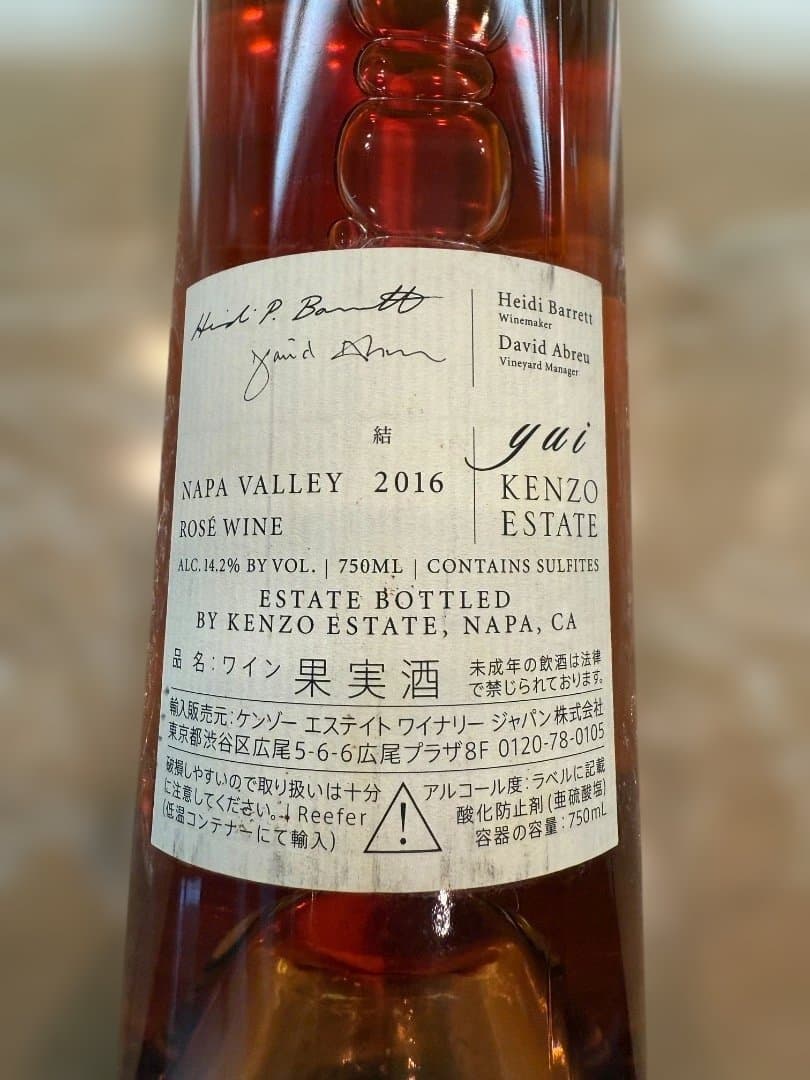 Heidi P. Barrett
David Abreu
Heidi Barrett
Winemaker
David Abreu
Vineyard Manager
結
yui
NAPA VALLEY 2016
KENZO
ROSÉ WINE
ESTATE
ALC. 14.2% BY VOL. | 750ML | CONTAINS SULFITES
ESTATE BOTTLED
BY KENZO ESTATE, NAPA, CA
品 名：ワイン 果実酒
未成年の飲酒は法律
で禁じられております。
輸入販売元：ケンゾー エステイト ワイナリー ジャパン株式会社
東京都渋谷区広尾5-6-6広尾プラザ8F 0120-78-0105
破損しやすいので取り扱いは十分
に注意してください。↓Reefer
(低温コンテナーにて輸入)
!
アルコール度：ラベルに記載
酸化防止剤(亜硫酸塩)
容器の容量：750mL